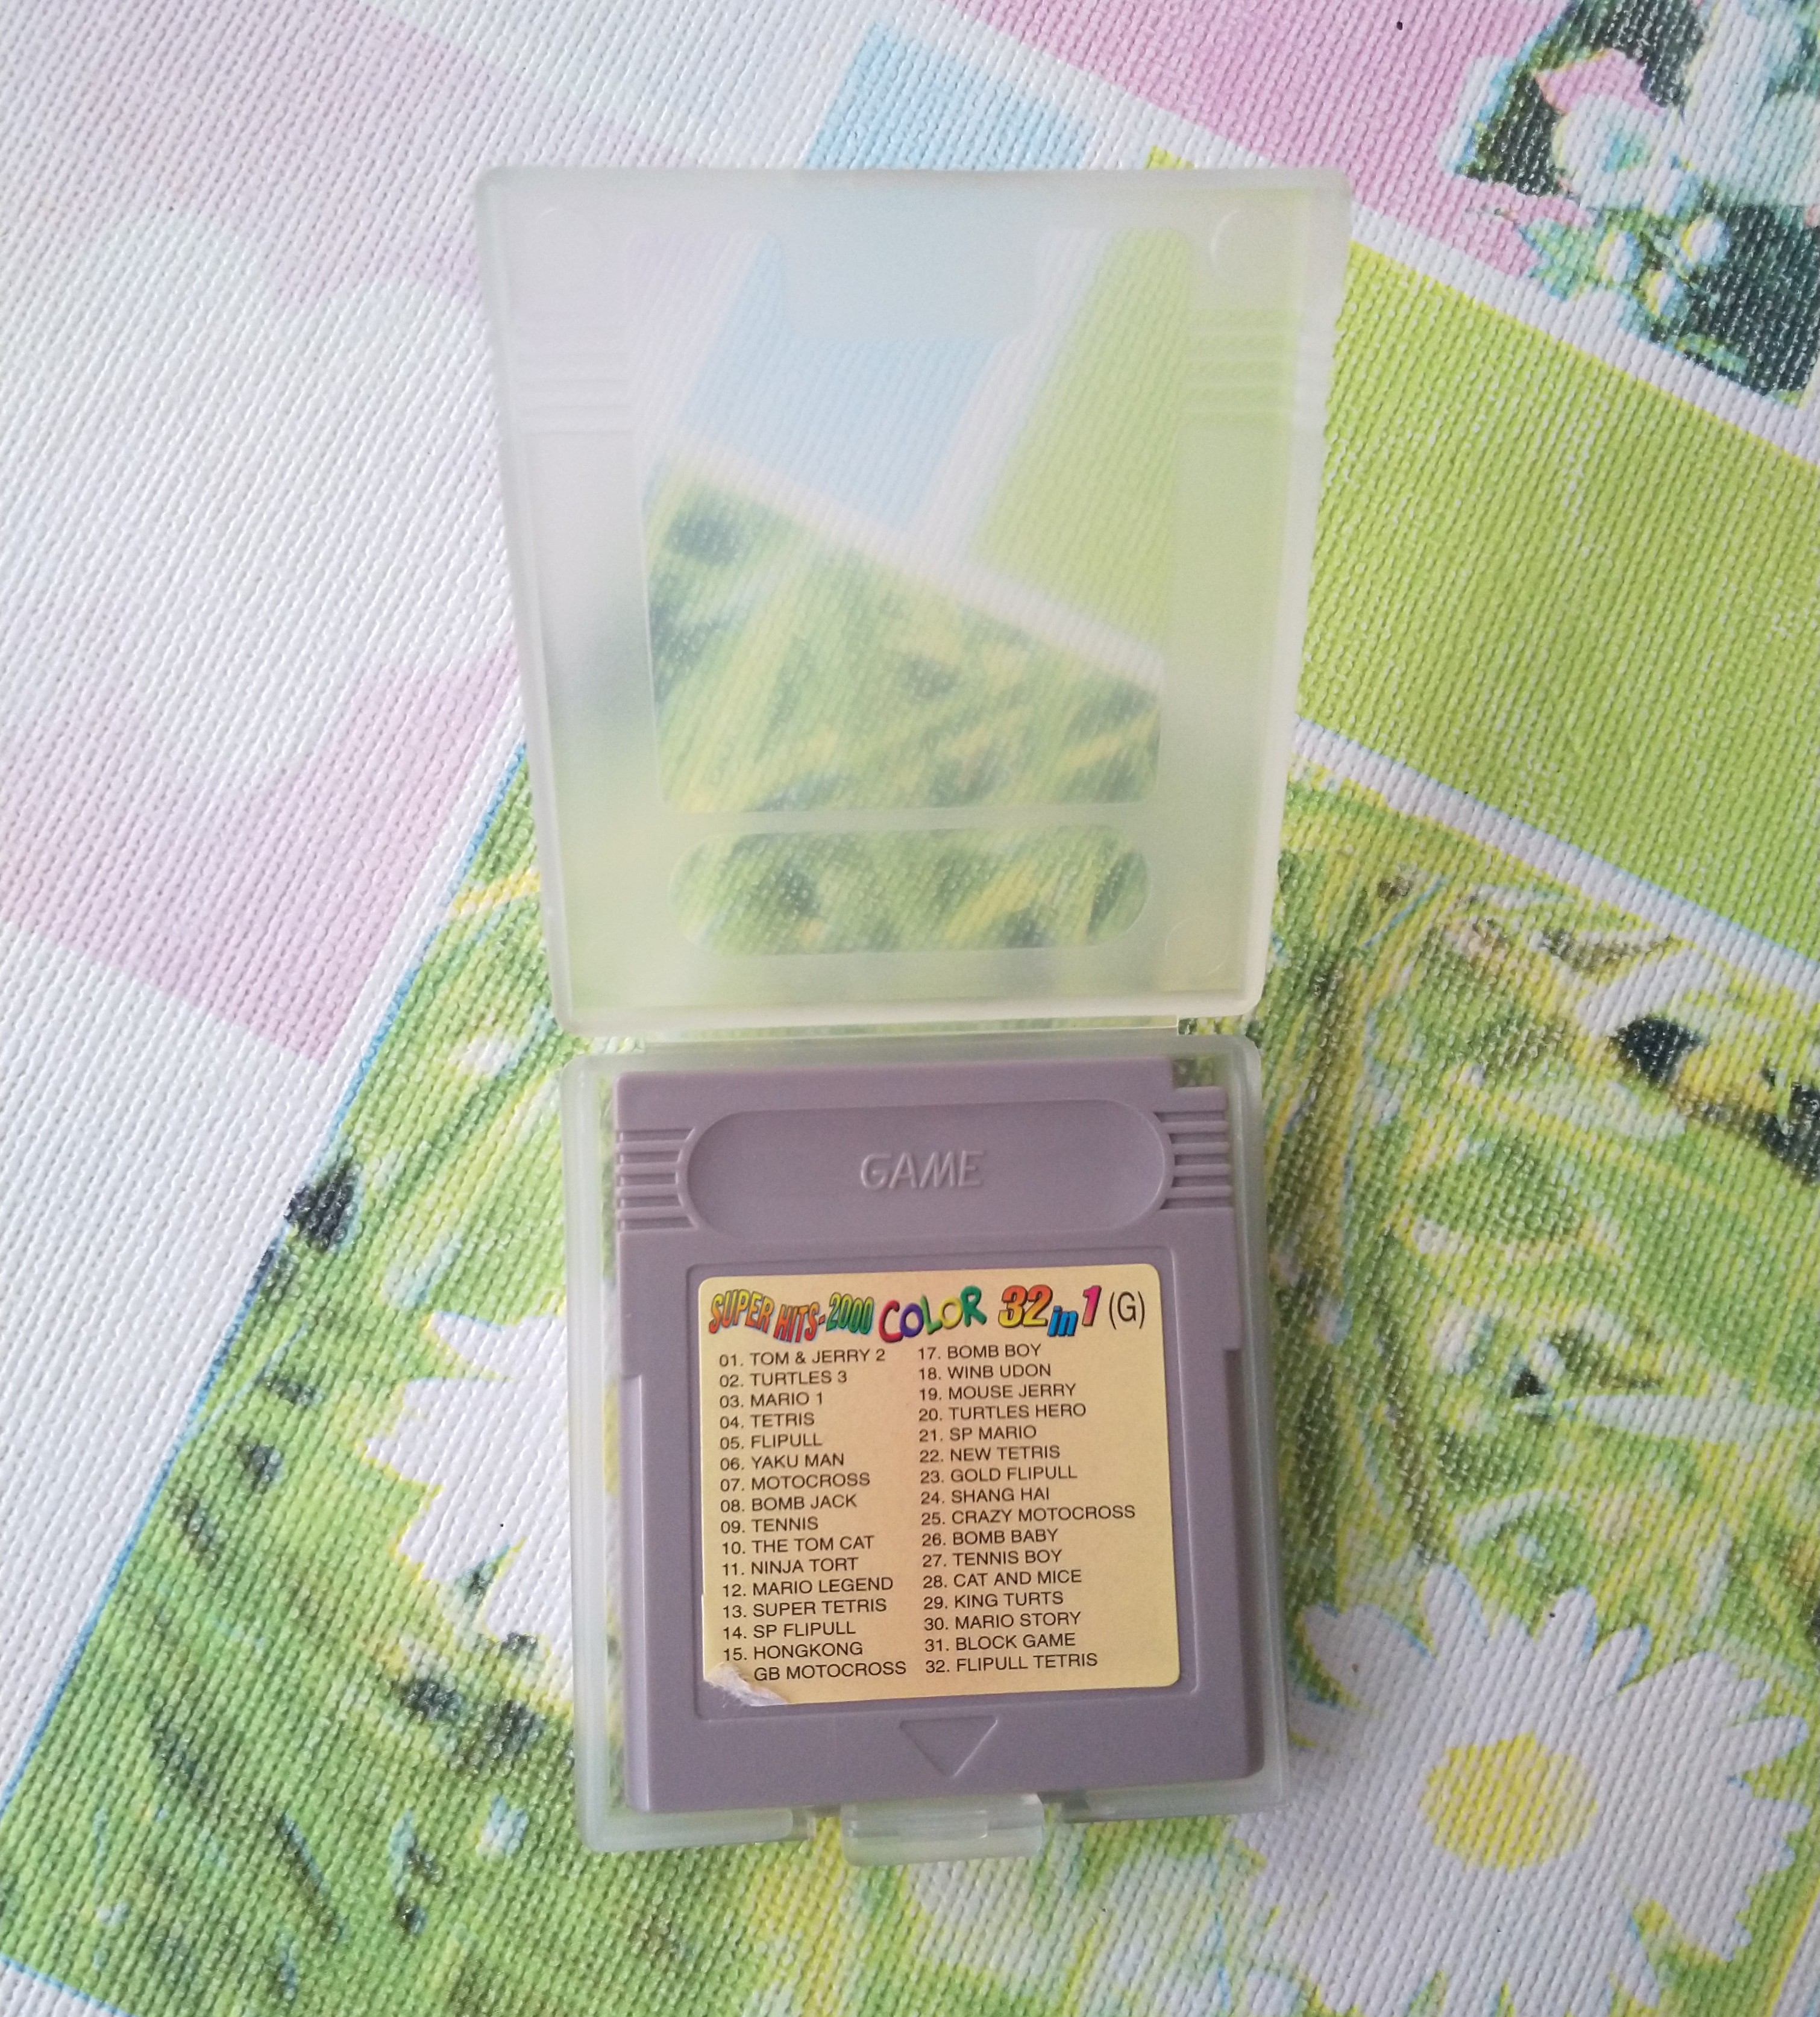 GAME
SUPER HITS-2000 COLOR 32 in 1 (G)
01. TOM & JERRY 2
02. TURTLES 3
03. MARIO 1
04. TETRIS
05. FLIPULL
06. YAKU MAN
07. MOTOCROSS
08. BOMB JACK
09. TENNIS
10. THE TOM CAT
11. NINJA TORT
12. MARIO LEGEND
13. SUPER TETRIS
14. SP FLIPULL
15. HONGKONG
GB MOTOCROSS
17. BOMB BOY
18. WINB UDON
19. MOUSE JERRY
20. TURTLES HERO
21. SP MARIO
22. NEW TETRIS
23. GOLD FLIPULL
24. SHANG HAI
25. CRAZY MOTOCROSS
26. BOMB BABY
27. TENNIS BOY
28. CAT AND MICE
29. KING TURTS
30. MARIO STORY
31. BLOCK GAME
32. FLIPULL TETRIS